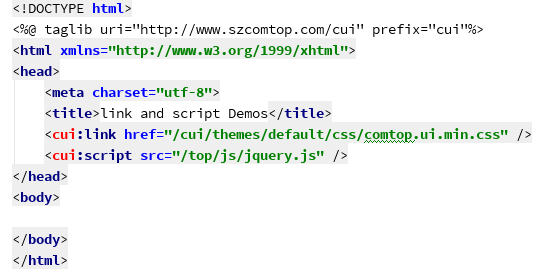 <!DOCTYPE html>
<%@ taglib uri="http://www.szcomtop.com/cui" prefix="cui"%>
<html xmlns="http://www.w3.org/1999/xhtml">
<head>
    <meta charset="utf-8">
    <title>link and script Demos</title>
    <cui:link href="/cui/themes/default/css/comtop.ui.min.css" />
    <cui:script src="/top/js/jquery.js" />
</head>
<body>

</body>
</html>